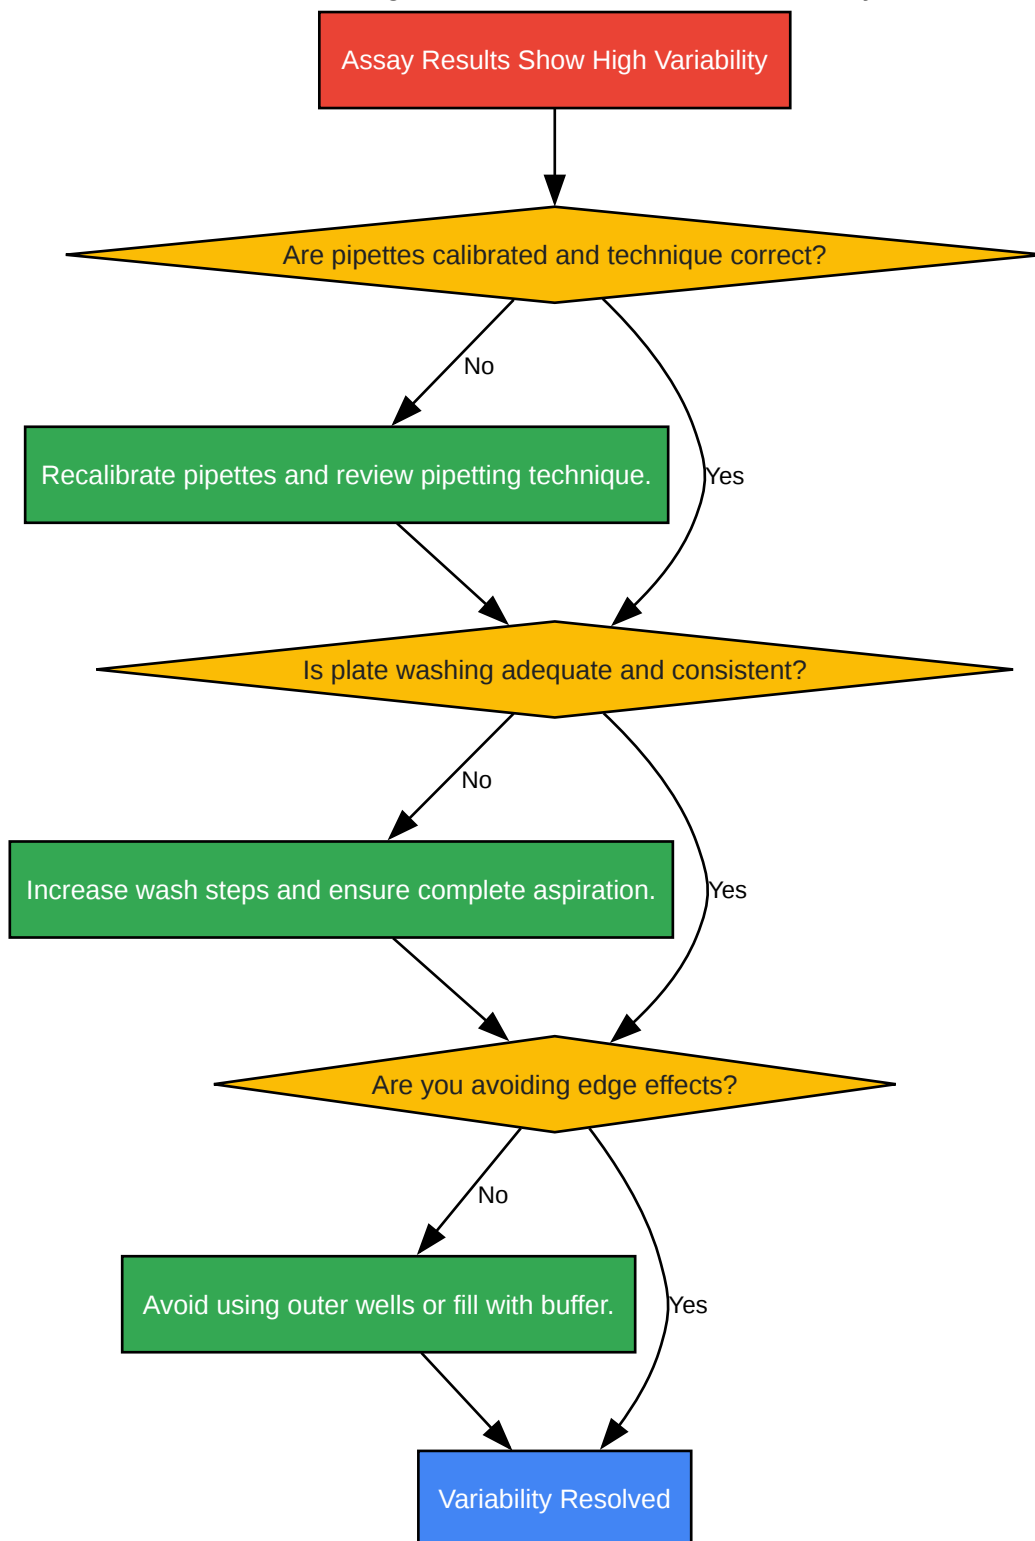 Assay Results Show High Variability
Are pipettes calibrated and technique correct?
No
Recalibrate pipettes and review pipetting technique.
Yes
Is plate washing adequate and consistent?
No
Increase wash steps and ensure complete aspiration.
Yes
Are you avoiding edge effects?
No
Avoid using outer wells or fill with buffer.
Yes
Variability Resolved